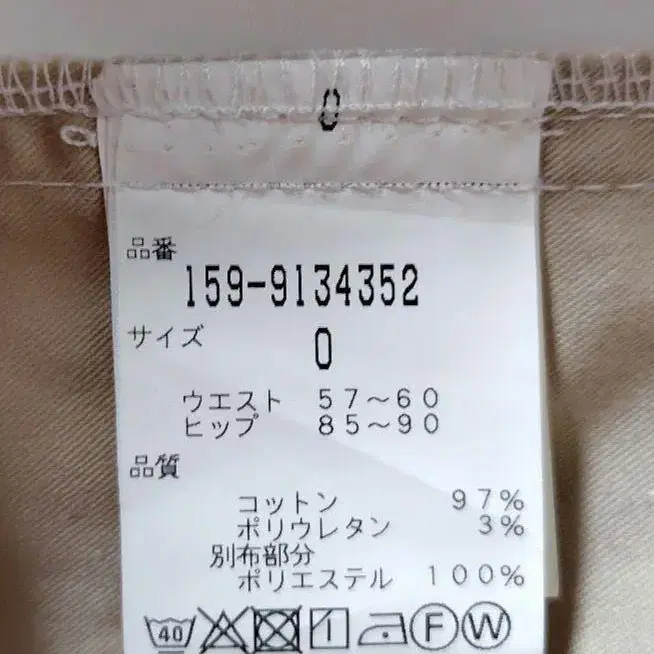 0
品番
159-9134352
サイズ
0
ウエスト 57～60
ヒップ 85～90
品質
コットン 97%
ポリウレタン 3%
別布部分
ポリエステル 100%
40 F W